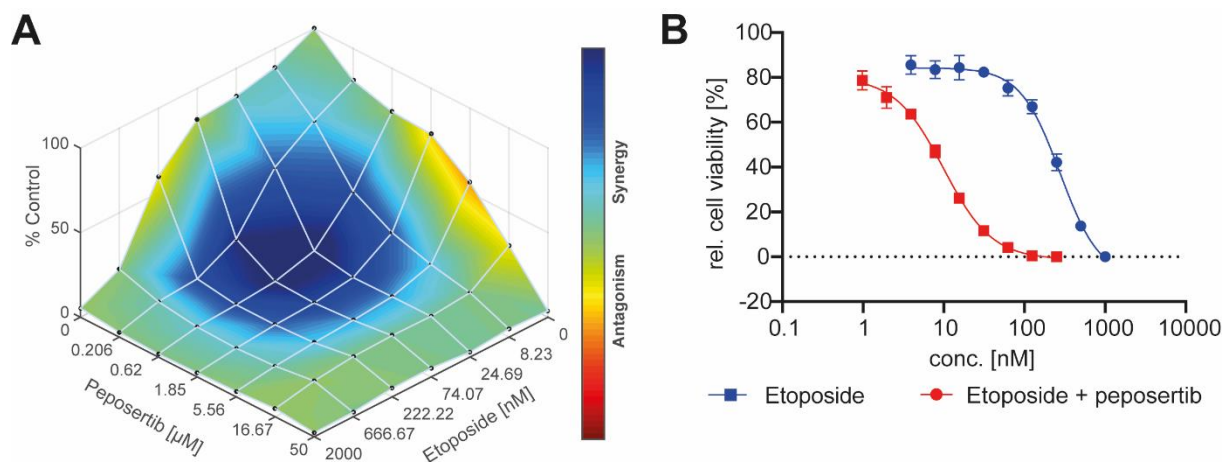 A
% Control
100
50
0
0
0.206
0.62
1.85
5.56
16.67
50
Peposertib [µM]
2000
666.67
222.22
74.07
24.69
8.23
0
Etoposide [nM]
Synergy
Antagonism
B
rel. cell viability [%]
100
80
60
40
20
0
-20
0.1 1 10 100 1000 10000
conc. [nM]
Etoposide Etoposide + peposertib